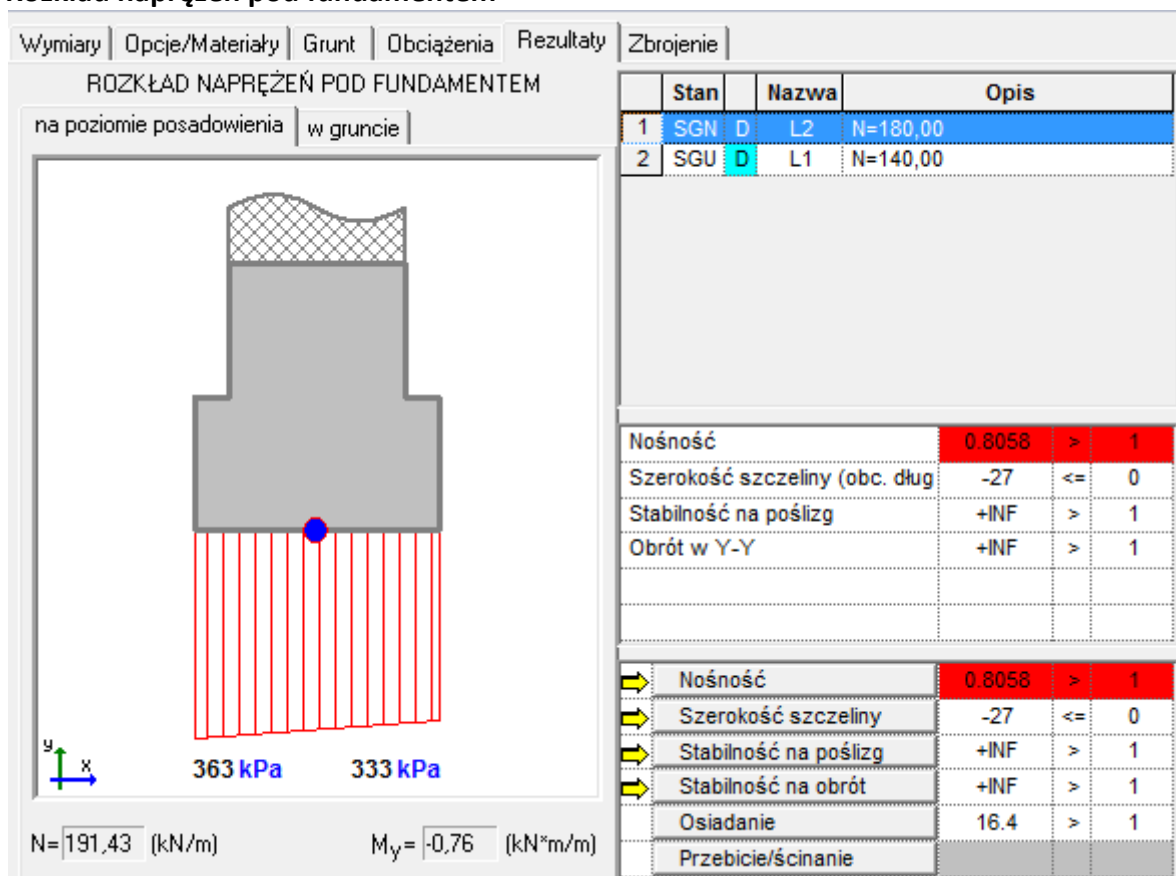 Rozkład naprężeń pod fundamentem
Wymiary Opcje/Materiały Grunt Obciążenia Rezultaty Zbrojenie
ROZKŁAD NAPRĘŻEŃ POD FUNDAMENTEM
na poziomie posadowienia w gruncie
y
x
363 kPa 333 kPa
N= 191,43 (kN/m) My= -0,76 (kN*m/m)
Stan Nazwa Opis
1 SGN D L2 N=180,00
2 SGU D L1 N=140,00
Nośność 0.8058 > 1
Szerokość szczeliny (obc. dług -27 <= 0
Stabilność na poślizg +INF > 1
Obrót w Y-Y +INF > 1
Nośność 0.8058 > 1
Szerokość szczeliny -27 <= 0
Stabilność na poślizg +INF > 1
Stabilność na obrót +INF > 1
Osiadanie 16.4 > 1
Przebicie/ścinanie